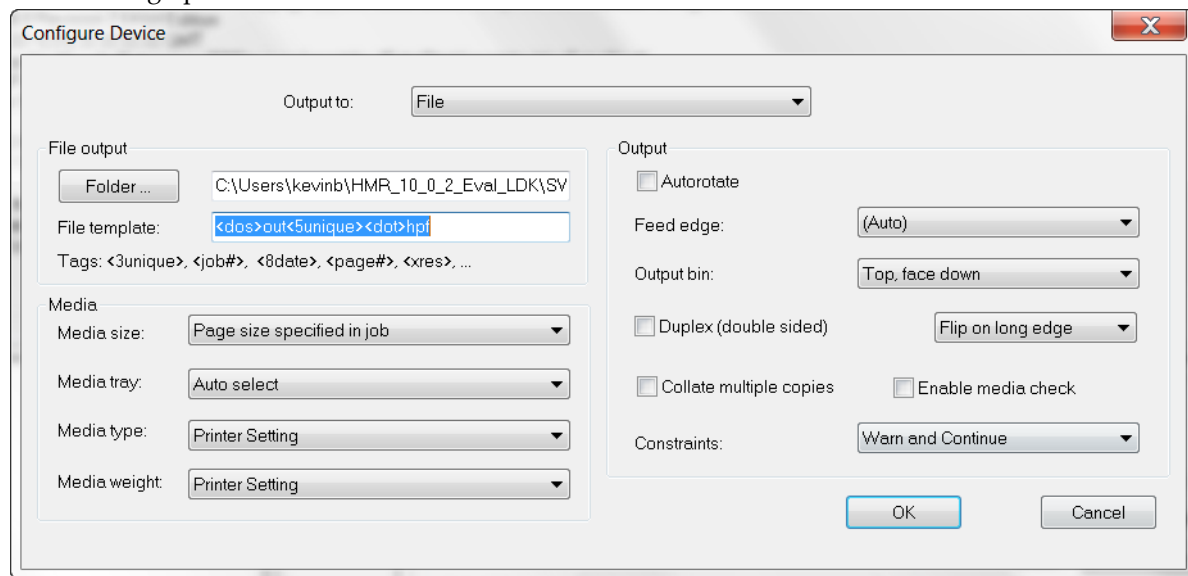 Configure Device
Output to: File
File output
Folder ... C:\Users\kevinb\HMR_10_0_2_Eval_LDK\SV
File template: <dos>out<5unique><dot>hpf
Tags: <3unique>, <job#>, <8date>, <page#>, <xres>, ...
Media
Media size: Page size specified in job
Media tray: Auto select
Media type: Printer Setting
Media weight: Printer Setting
Output
Autorotate
Feed edge: (Auto)
Output bin: Top, face down
Duplex (double sided) Flip on long edge
Collate multiple copies Enable media check
Constraints: Warn and Continue
OK Cancel